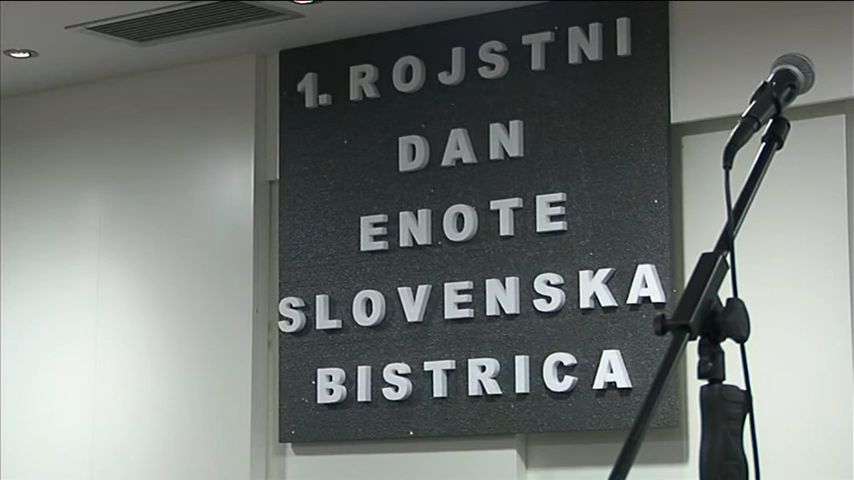 1. ROJSTNI
DAN
ENOTE
SLOVENSKA
BISTRICA